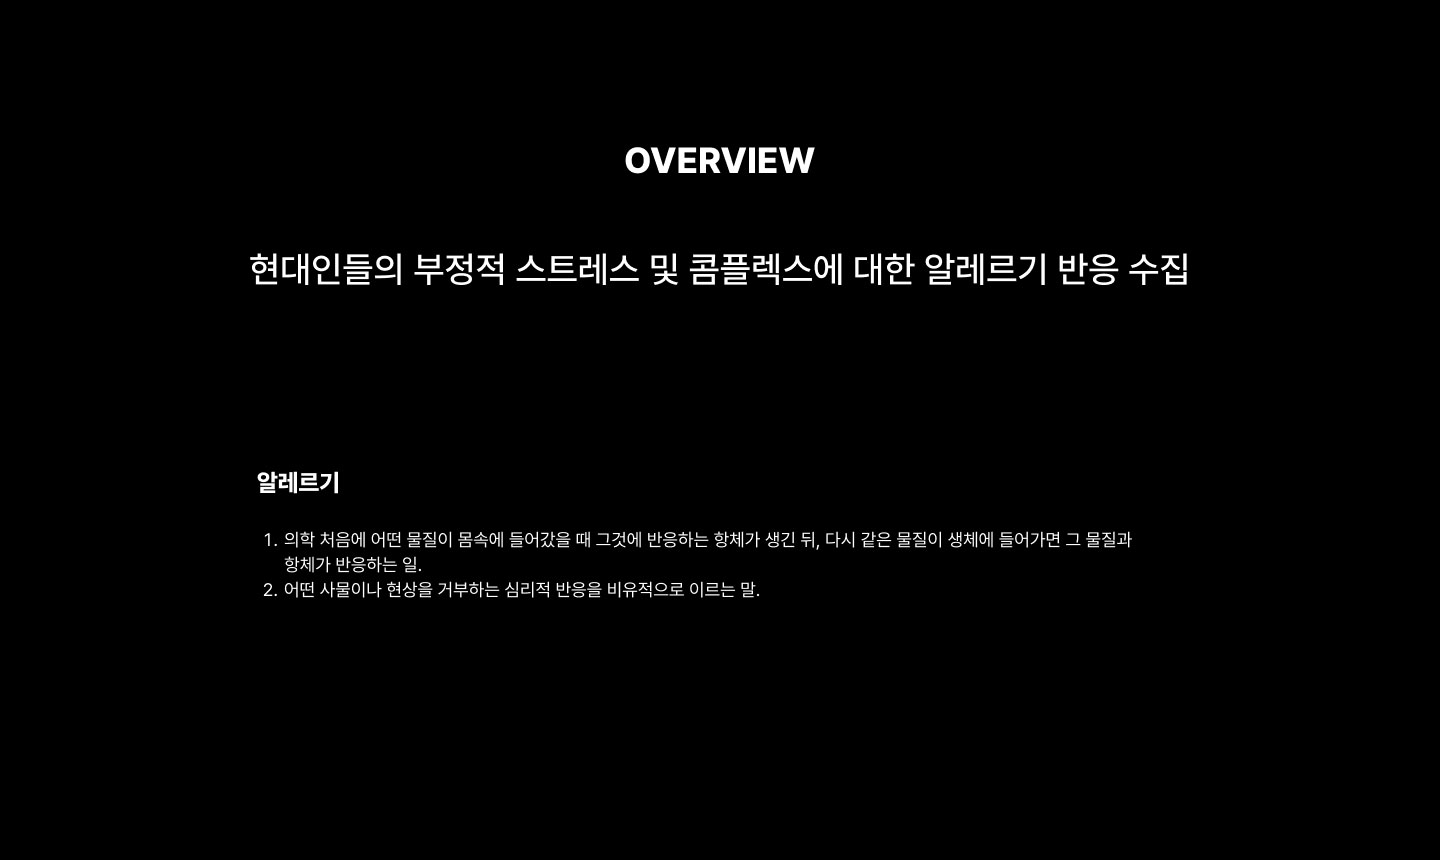 OVERVIEW
현대인들의 부정적 스트레스 및 콤플렉스에 대한 알레르기 반응 수집
알레르기
1. 의학 처음에 어떤 물질이 몸속에 들어갔을 때 그것에 반응하는 항체가 생긴 뒤, 다시 같은 물질이 생체에 들어가면 그 물질과
항체가 반응하는 일.
2. 어떤 사물이나 현상을 거부하는 심리적 반응을 비유적으로 이르는 말.